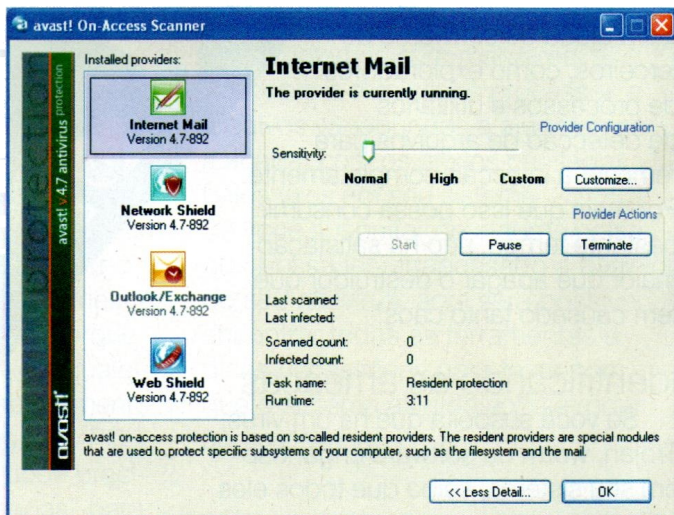 avast! On-Access Scanner
avast! v4.7 antivirus protection
avast!
Installed providers:
Internet Mail
Version 4.7-892
Network Shield
Version 4.7-892
Outlook/Exchange
Version 4.7-892
Web Shield
Version 4.7-892
Internet Mail
The provider is currently running.
Provider Configuration
Sensitivity:
Normal High Custom Customize...
Provider Actions
Start Pause Terminate
Last scanned:
Last infected:
Scanned count: 0
Infected count: 0
Task name: Resident protection
Run time: 3:11
avast! on-access protection is based on so-called resident providers. The resident providers are special modules
that are used to protect specific subsystems of your computer, such as the filesystem and the mail.
<< Less Detail... OK